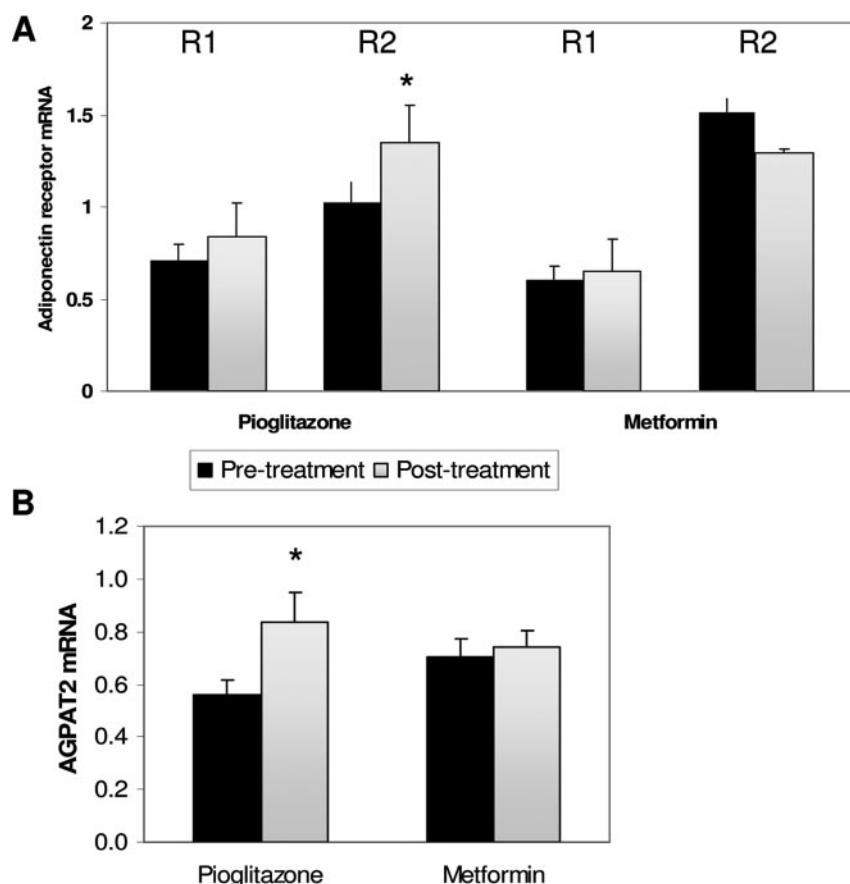 A
Adiponectin receptor mRNA
2
1.5
1
0.5
0
R1 R2 R1 R2
*
Pioglitazone Metformin
Pre-treatment Post-treatment
B
AGPAT2 mRNA
1.2
1.0
0.8
0.6
0.4
0.2
0.0
*
Pioglitazone Metformin